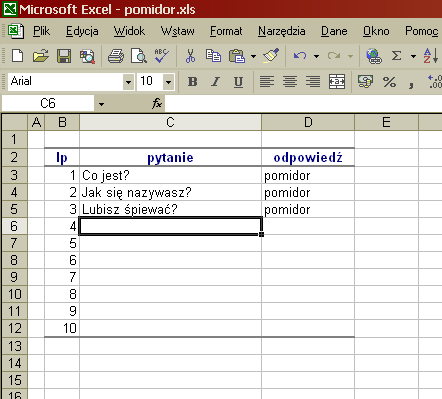 Microsoft Excel - pomidor.xls
Plik Edycja Widok Wstaw Format Narzędzia Dane Okno Pomoc
Arial 10 B I U % , ,00
C6 fx
A B C D E
1
2 lp pytanie odpowiedź
3 1 Co jest? pomidor
4 2 Jak się nazywasz? pomidor
5 3 Lubisz śpiewać? pomidor
6 4
7 5
8 6
9 7
10 8
11 9
12 10
13
14
15
16